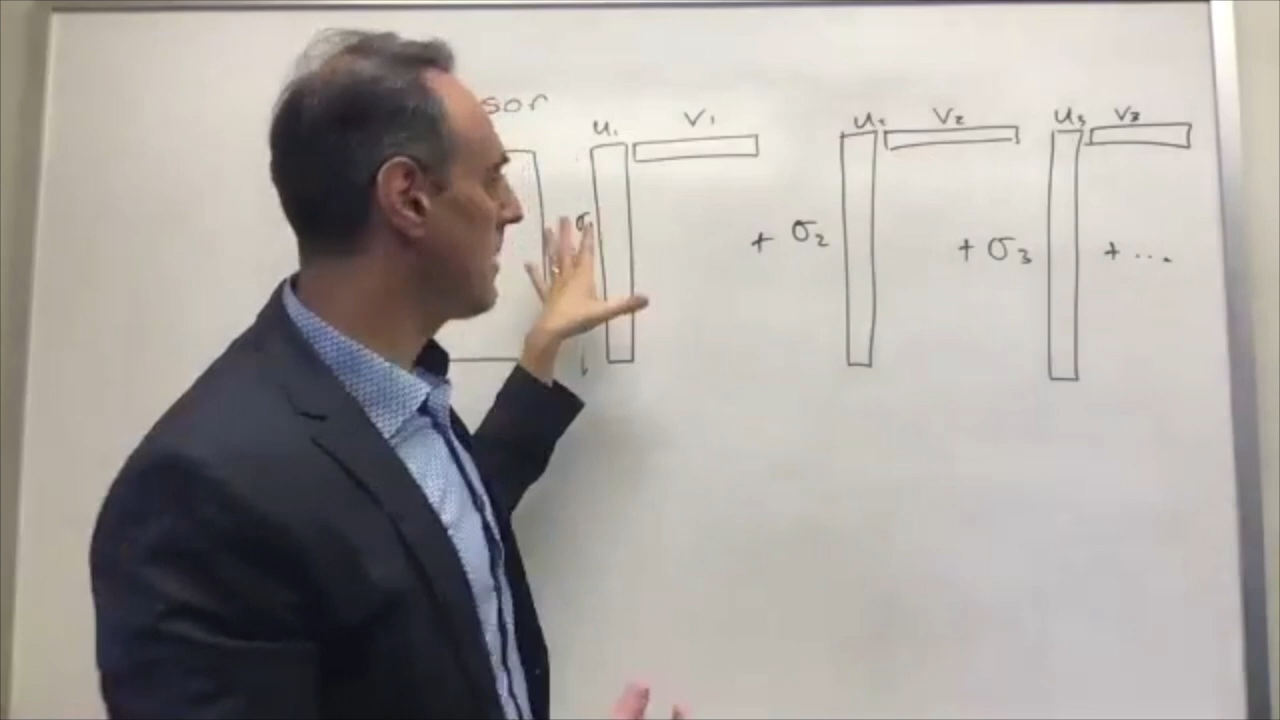 sor
u₁ v₁ u₂ v₂ u₃ v₃
σ + σ₂ + σ₃ + ...